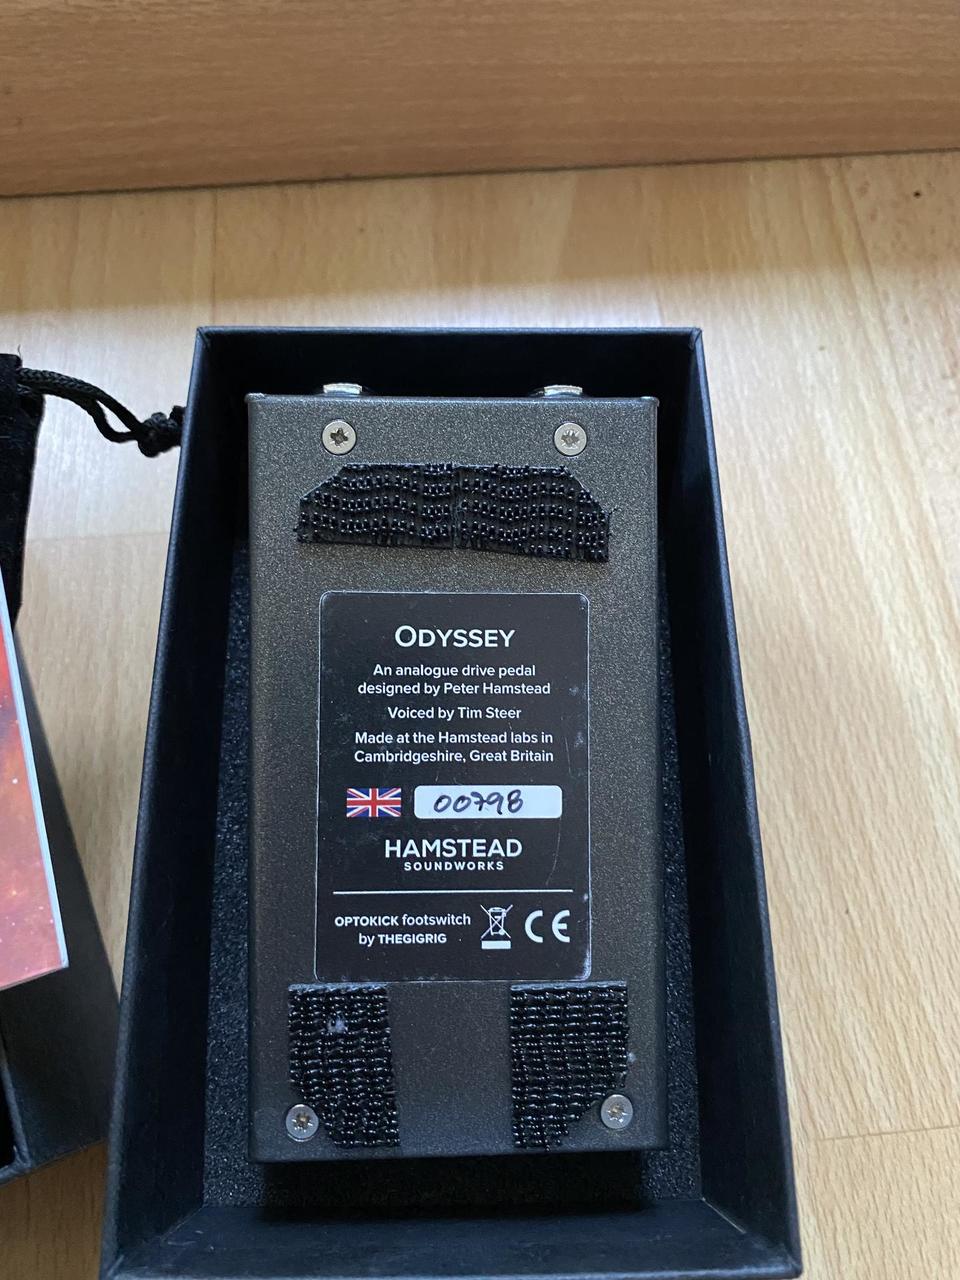 ODYSSEY
An analogue drive pedal
designed by Peter Hamstead
Voiced by Tim Steer
Made at the Hamstead labs in
Cambridgeshire, Great Britain
00798
HAMSTEAD
SOUNDWORKS
OPTOKICK footswitch
by THEGIGRIG
CE